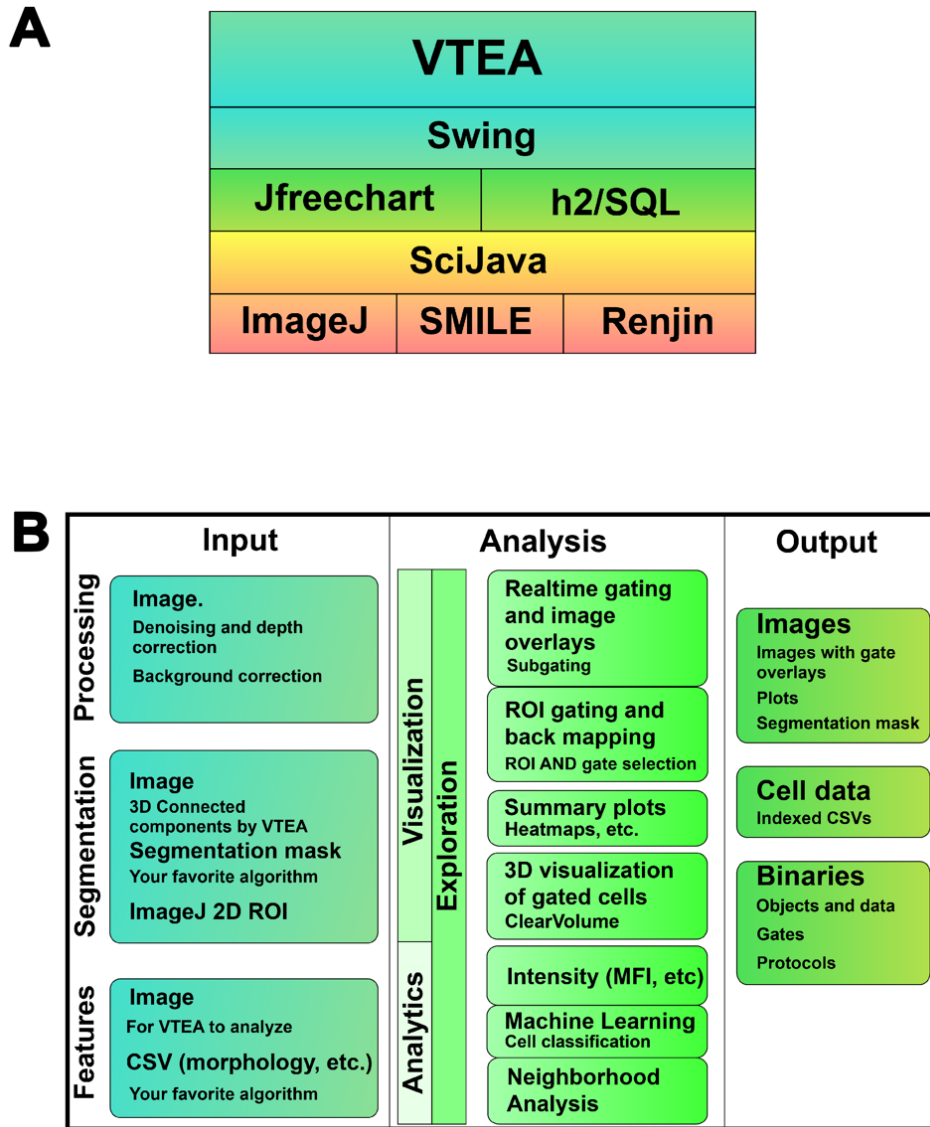 A
VTEA
Swing
Jfreechart
h2/SQL
SciJava
ImageJ
SMILE
Renjin
B
Input
Analysis
Output
Processing
Image.
Denoising and depth
correction
Background correction
Segmentation
Image
3D Connected
components by VTEA
Segmentation mask
Your favorite algorithm
ImageJ 2D ROI
Features
Image
For VTEA to analyze
CSV (morphology, etc.)
Your favorite algorithm
Visualization
Analytics
Exploration
Realtime gating
and image
overlays
Subgating
ROI gating and
back mapping
ROI AND gate selection
Summary plots
Heatmaps, etc.
3D visualization
of gated cells
ClearVolume
Intensity (MFI, etc)
Machine Learning
Cell classification
Neighborhood
Analysis
Images
Images with gate
overlays
Plots
Segmentation mask
Cell data
Indexed CSVs
Binaries
Objects and data
Gates
Protocols